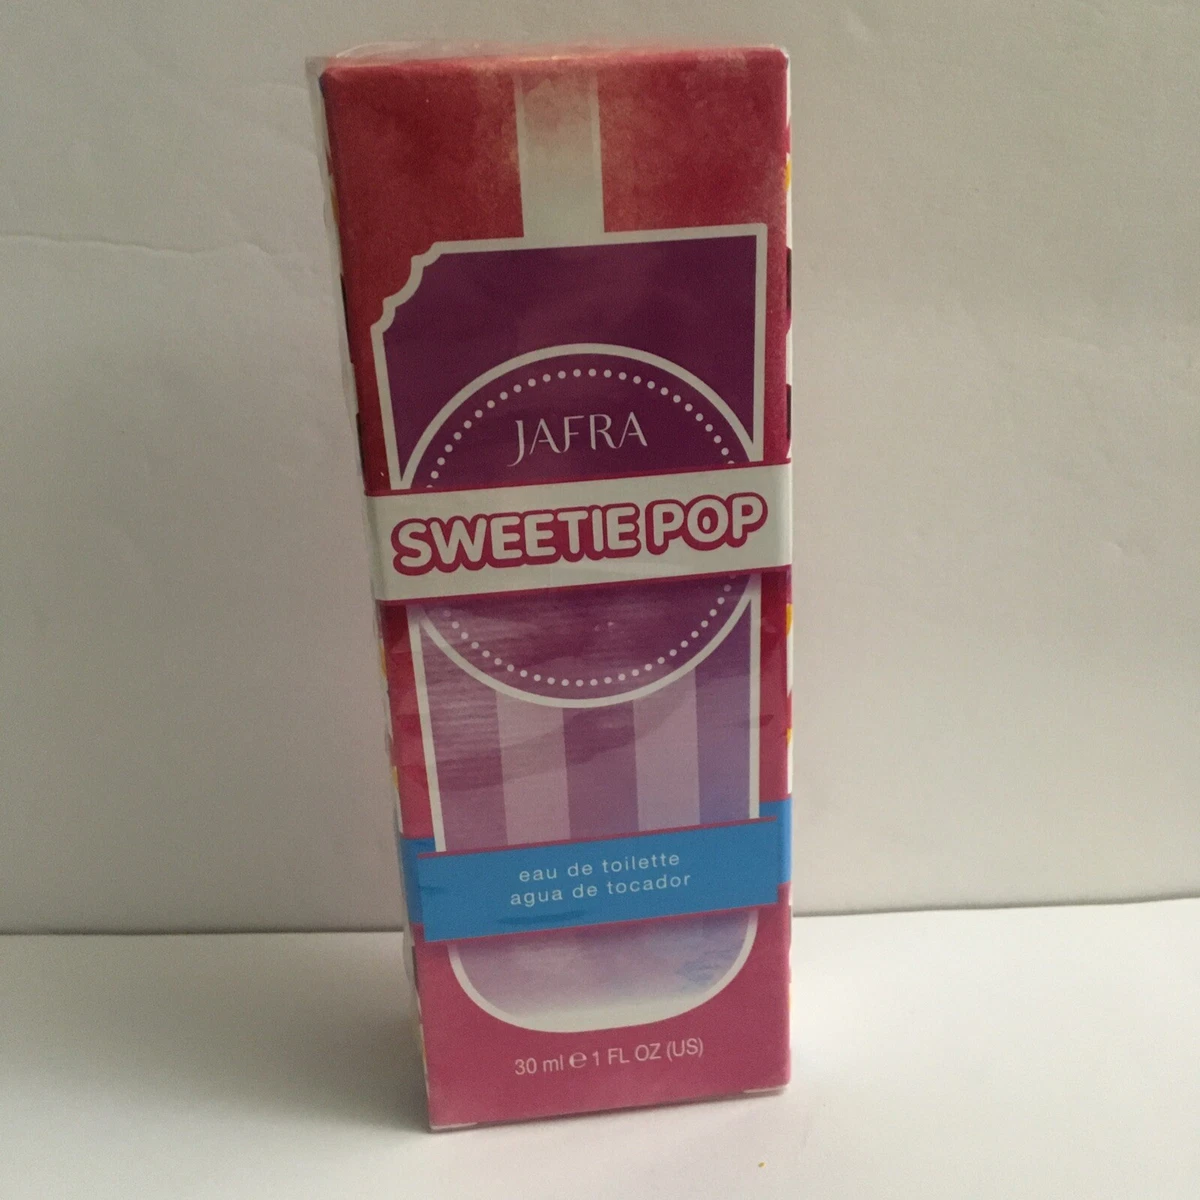 JAFRA
SWEETIE POP
eau de toilette
agua de tocador
30 ml ℮ 1 FL OZ (US)